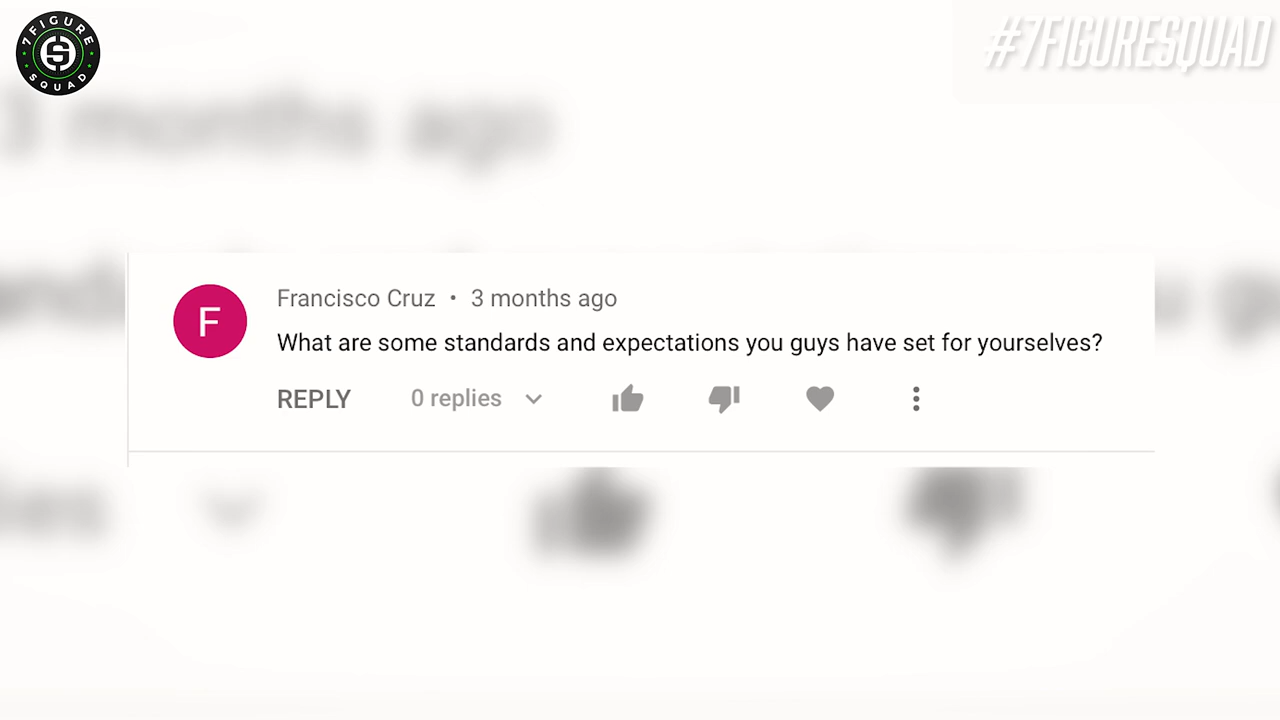 7FIGURE
SQUAD
#7FIGURESQUAD
3 months ago
Francisco Cruz • 3 months ago
What are some standards and expectations you guys have set for yourselves?
REPLY 0 replies